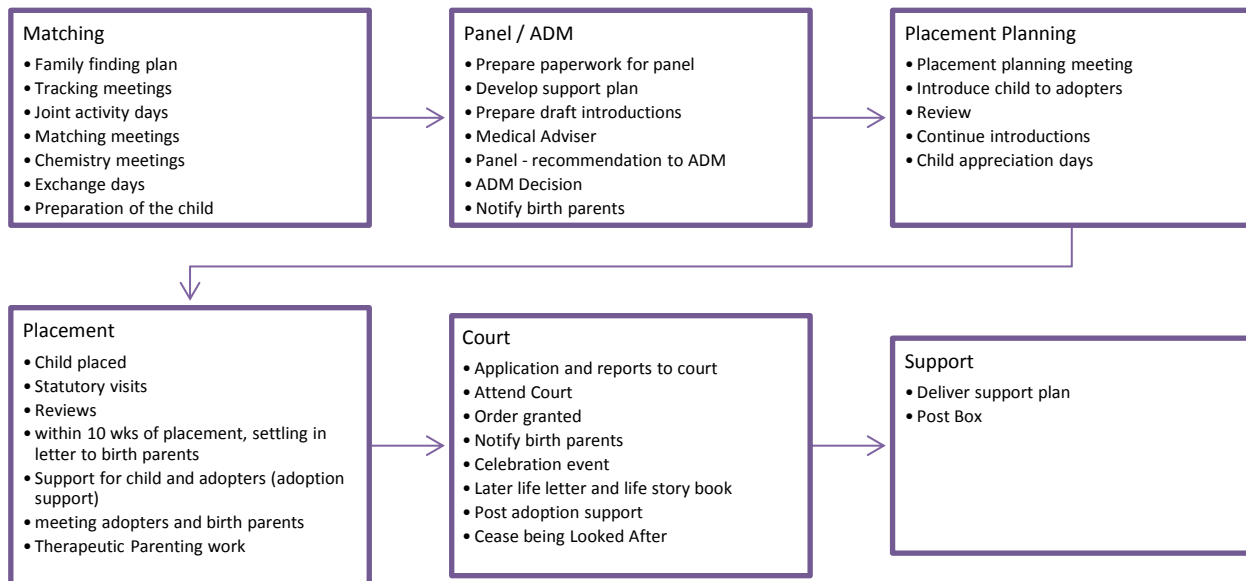 Matching
• Family finding plan
• Tracking meetings
• Joint activity days
• Matching meetings
• Chemistry meetings
• Exchange days
• Preparation of the child
Panel / ADM
• Prepare paperwork for panel
• Develop support plan
• Prepare draft introductions
• Medical Adviser
• Panel - recommendation to ADM
• ADM Decision
• Notify birth parents
Placement Planning
• Placement planning meeting
• Introduce child to adopters
• Review
• Continue introductions
• Child appreciation days
Placement
• Child placed
• Statutory visits
• Reviews
• within 10 wks of placement, settling in
letter to birth parents
• Support for child and adopters (adoption
support)
• meeting adopters and birth parents
• Therapeutic Parenting work
Court
• Application and reports to court
• Attend Court
• Order granted
• Notify birth parents
• Celebration event
• Later life letter and life story book
• Post adoption support
• Cease being Looked After
Support
• Deliver support plan
• Post Box